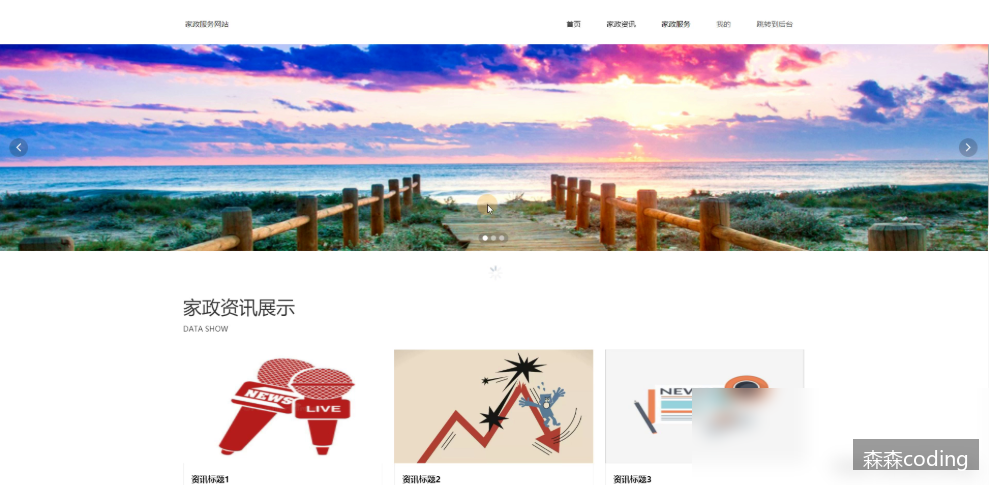 家政服务网站
首页 家政资讯 家政服务 我的 跳转到后台
家政资讯展示
DATA SHOW
NEWS
LIVE
NEW
资讯标题1
资讯标题2
资讯标题3
森森coding